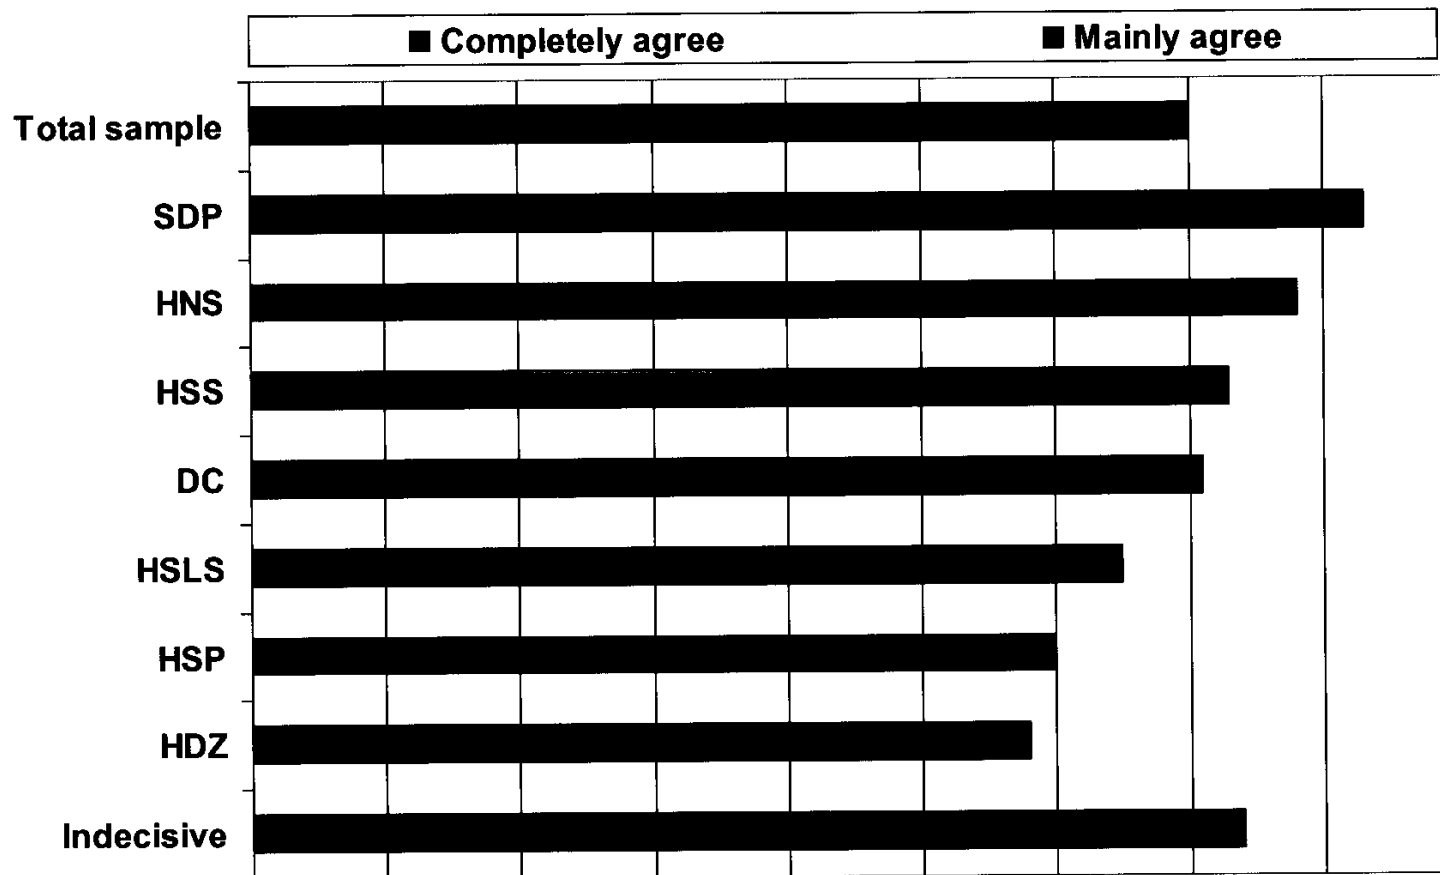 Completely agree Mainly agree
Total sample
SDP
HNS
HSS
DC
HSLS
HSP
HDZ
Indecisive